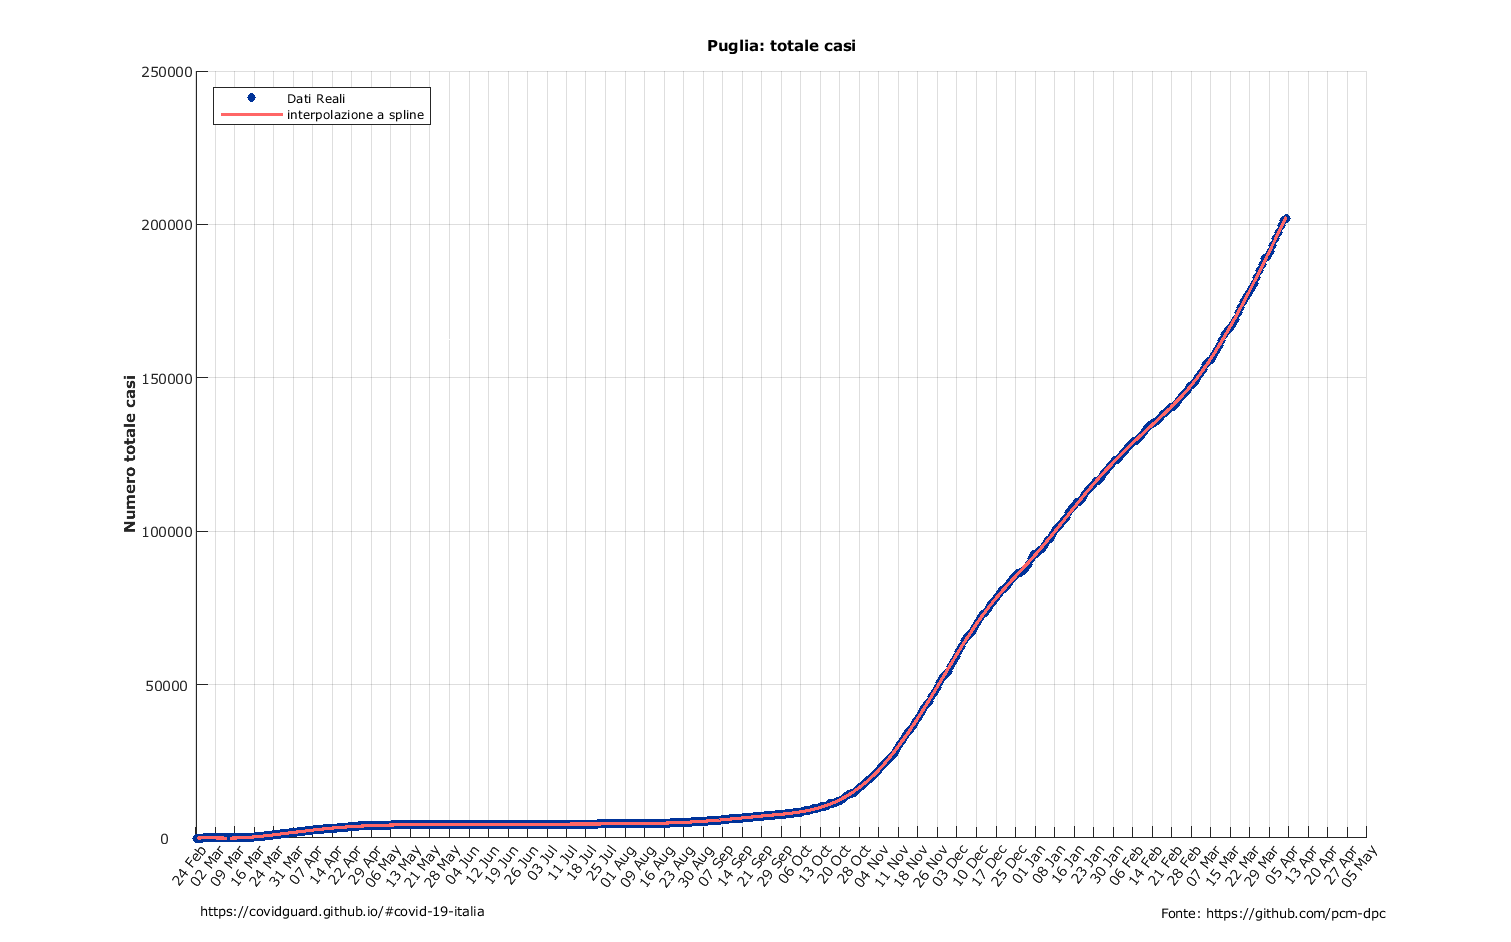 Puglia: totale casi
250000
200000
150000
100000
50000
0
Numero totale casi
Dati Reali
interpolazione a spline
24 Feb
02 Mar
09 Mar
16 Mar
24 Mar
31 Mar
07 Apr
14 Apr
22 Apr
29 Apr
06 May
13 May
21 May
28 May
04 Jun
12 Jun
19 Jun
26 Jun
03 Jul
11 Jul
18 Jul
25 Jul
01 Aug
09 Aug
16 Aug
23 Aug
30 Aug
07 Sep
14 Sep
21 Sep
29 Sep
06 Oct
13 Oct
20 Oct
28 Oct
04 Nov
11 Nov
18 Nov
26 Nov
03 Dec
10 Dec
17 Dec
25 Dec
01 Jan
08 Jan
16 Jan
23 Jan
30 Jan
06 Feb
14 Feb
21 Feb
28 Feb
07 Mar
15 Mar
22 Mar
29 Mar
05 Apr
13 Apr
20 Apr
27 Apr
05 May
https://covidguard.github.io/#covid-19-italia
Fonte: https://github.com/pcm-dpc